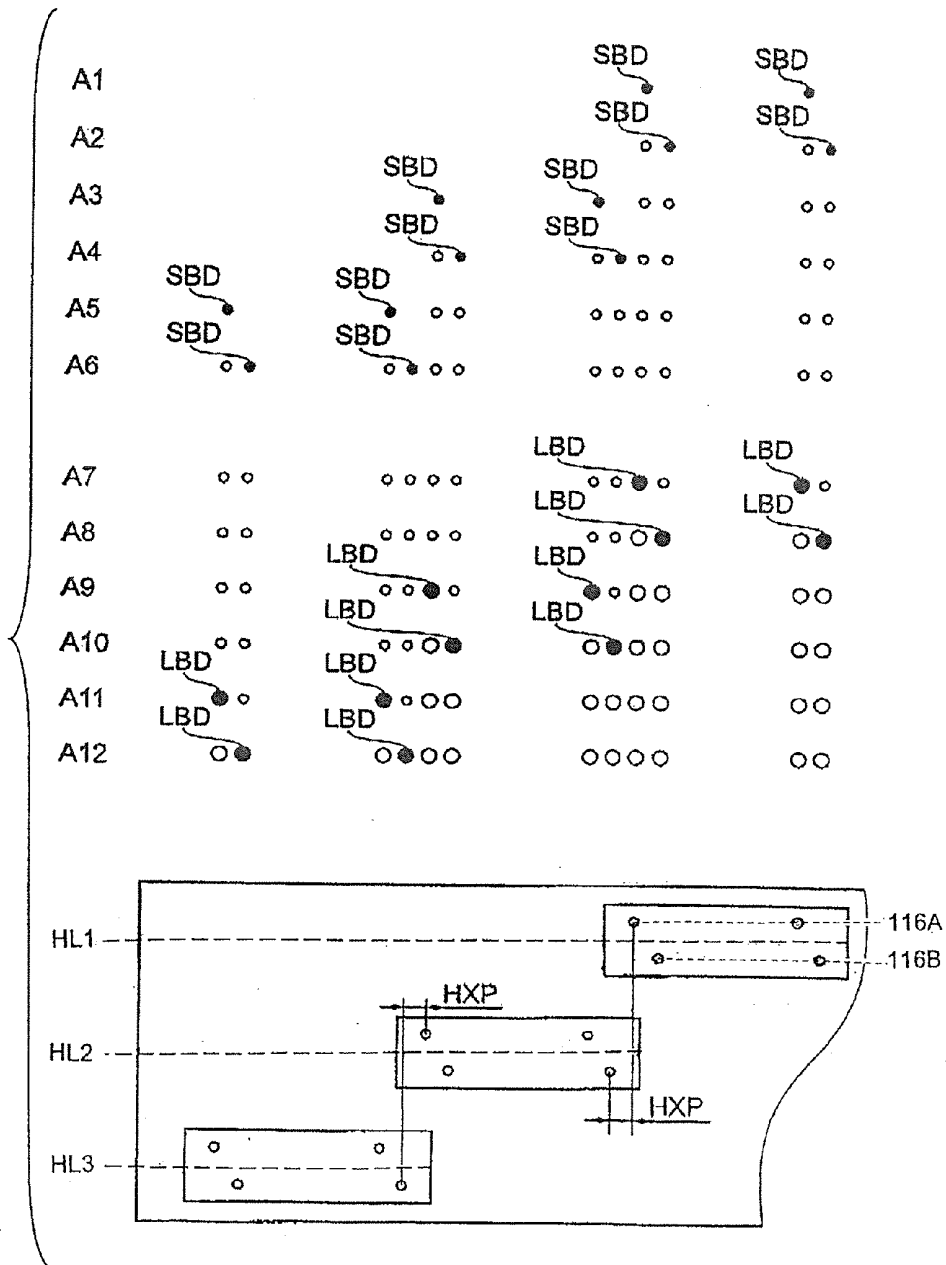 SBD SBD
A1
SBD SBD
A2
SBD SBD
A3
SBD SBD
A4
SBD SBD
A5
SBD SBD
A6
LBD LBD
A7
LBD LBD
A8
LBD LBD
A9
LBD LBD
A10
LBD LBD
A11
LBD LBD
A12
116A
HL1
116B
HXP
HL2
HXP
HL3